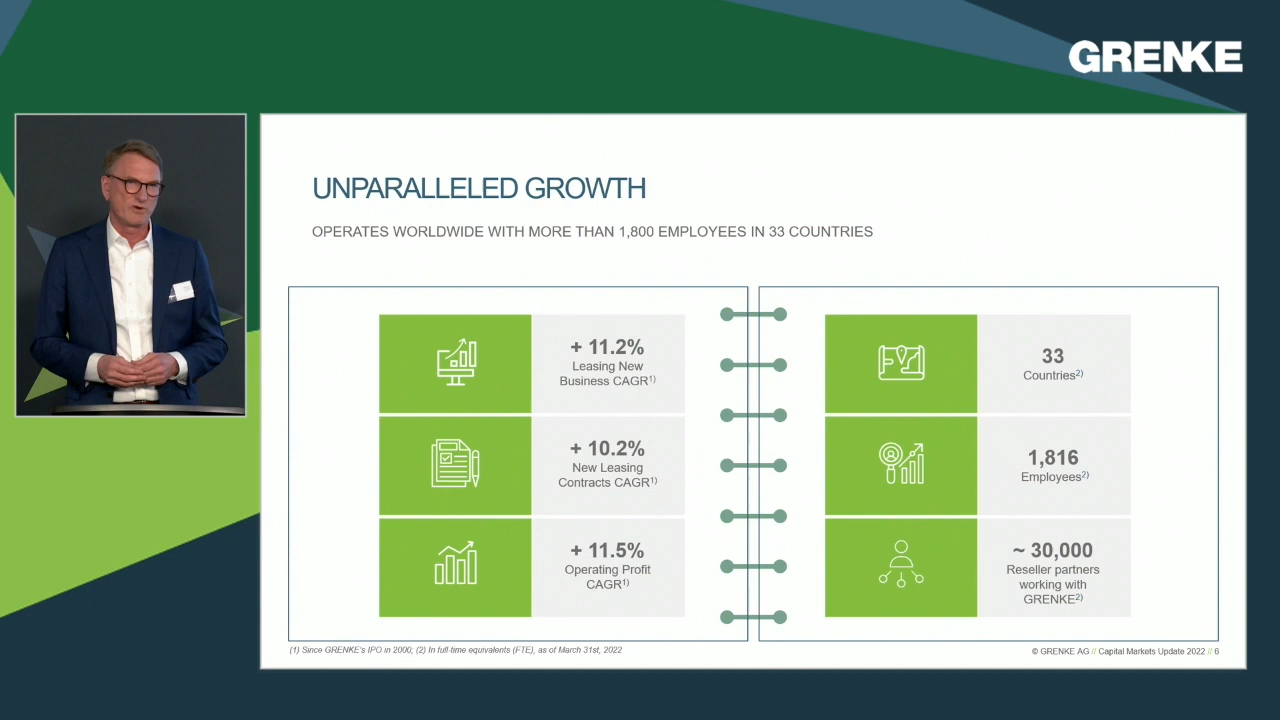 GRENKE
UNPARALLELED GROWTH
OPERATES WORLDWIDE WITH MORE THAN 1,800 EMPLOYEES IN 33 COUNTRIES
+ 11.2%
Leasing New
Business CAGR1)
+ 10.2%
New Leasing
Contracts CAGR1)
+ 11.5%
Operating Profit
CAGR1)
33
Countries2)
1,816
Employees2)
~ 30,000
Reseller partners
working with
GRENKE2)
(1) Since GRENKE's IPO in 2000; (2) In full-time equivalents (FTE), as of March 31st, 2022
© GRENKE AG // Capital Markets Update 2022 // 6